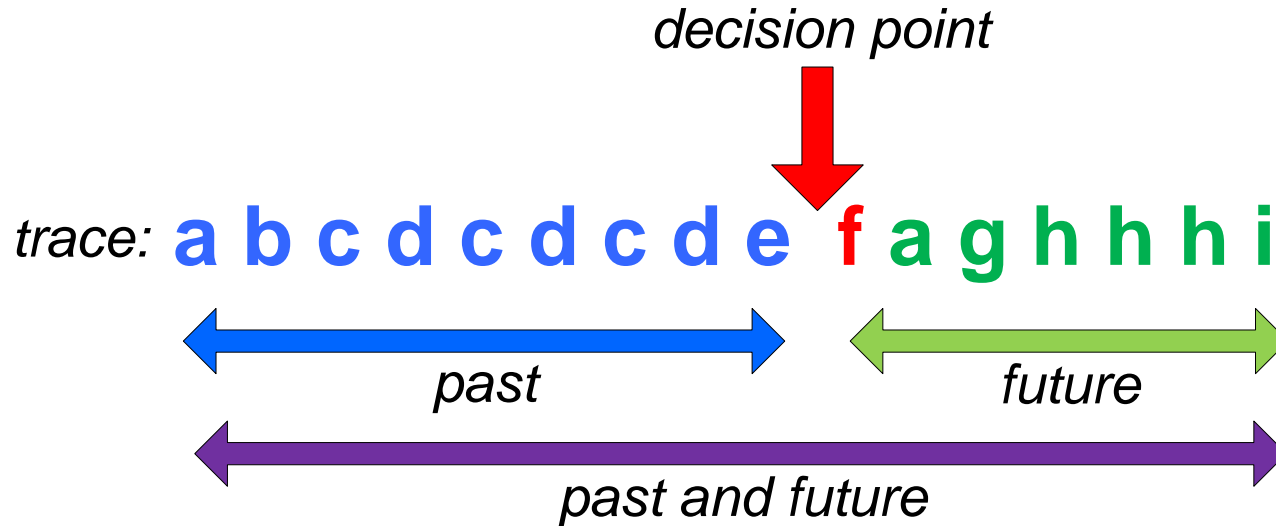 decision point
trace: a b c d c d c d e f a g h h h i
past
future
past and future